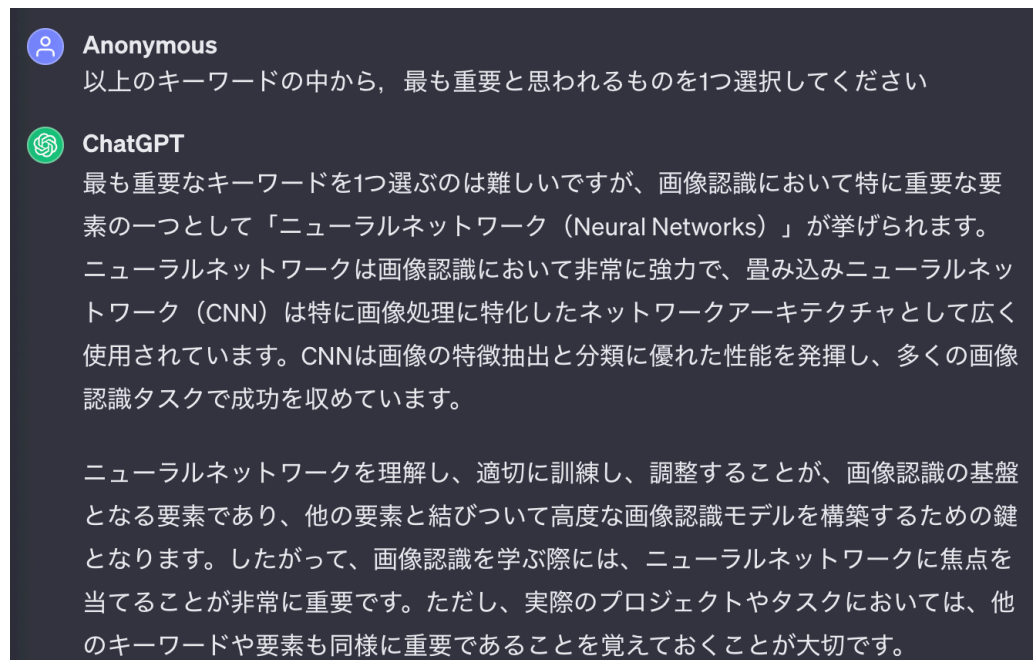 Anonymous
以上のキーワードの中から，最も重要と思われるものを1つ選択してください
ChatGPT
最も重要なキーワードを1つ選ぶのは難しいですが、画像認識において特に重要な要
素の一つとして「ニューラルネットワーク（Neural Networks）」が挙げられます。
ニューラルネットワークは画像認識において非常に強力で、畳み込みニューラルネッ
トワーク（CNN）は特に画像処理に特化したネットワークアーキテクチャとして広く
使用されています。CNNは画像の特徴抽出と分類に優れた性能を発揮し、多くの画像
認識タスクで成功を収めています。
ニューラルネットワークを理解し、適切に訓練し、調整することが、画像認識の基盤
となる要素であり、他の要素と結びついて高度な画像認識モデルを構築するための鍵
となります。したがって、画像認識を学ぶ際には、ニューラルネットワークに焦点を
当てることが非常に重要です。ただし、実際のプロジェクトやタスクにおいては、他
のキーワードや要素も同様に重要であることを覚えておくことが大切です。